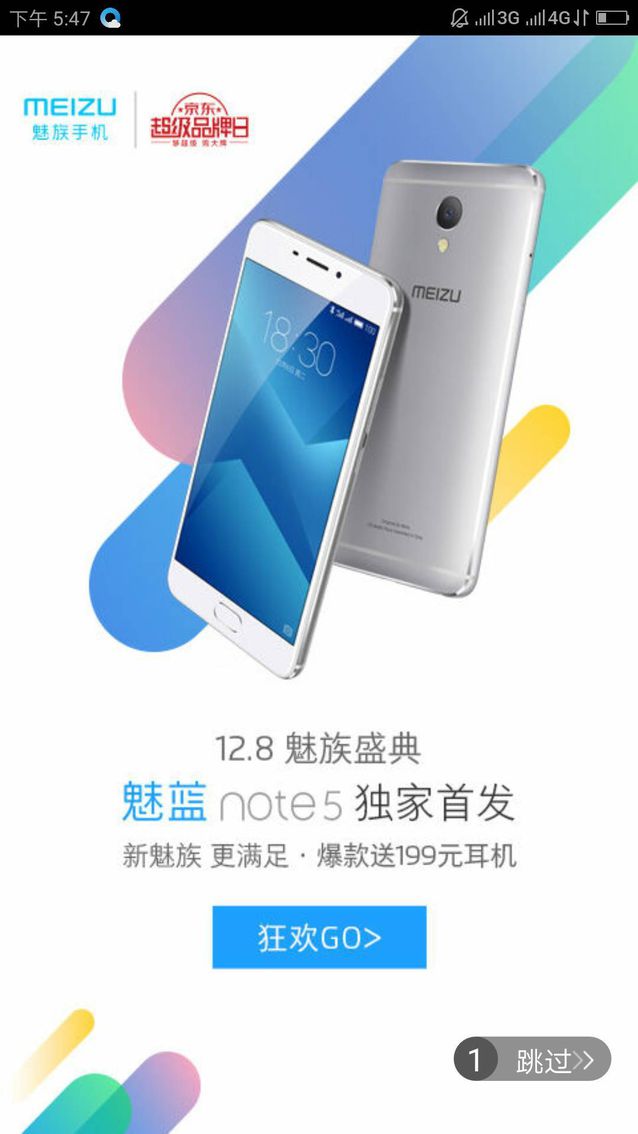 下午 5:47
3G 4G
MEIZU
魅族手机
京东
超级品牌日
MEIZU
18:30
100
12.8 魅族盛典
魅蓝 note5 独家首发
新魅族 更满足·爆款送199元耳机
狂欢GO>
1 跳过>>